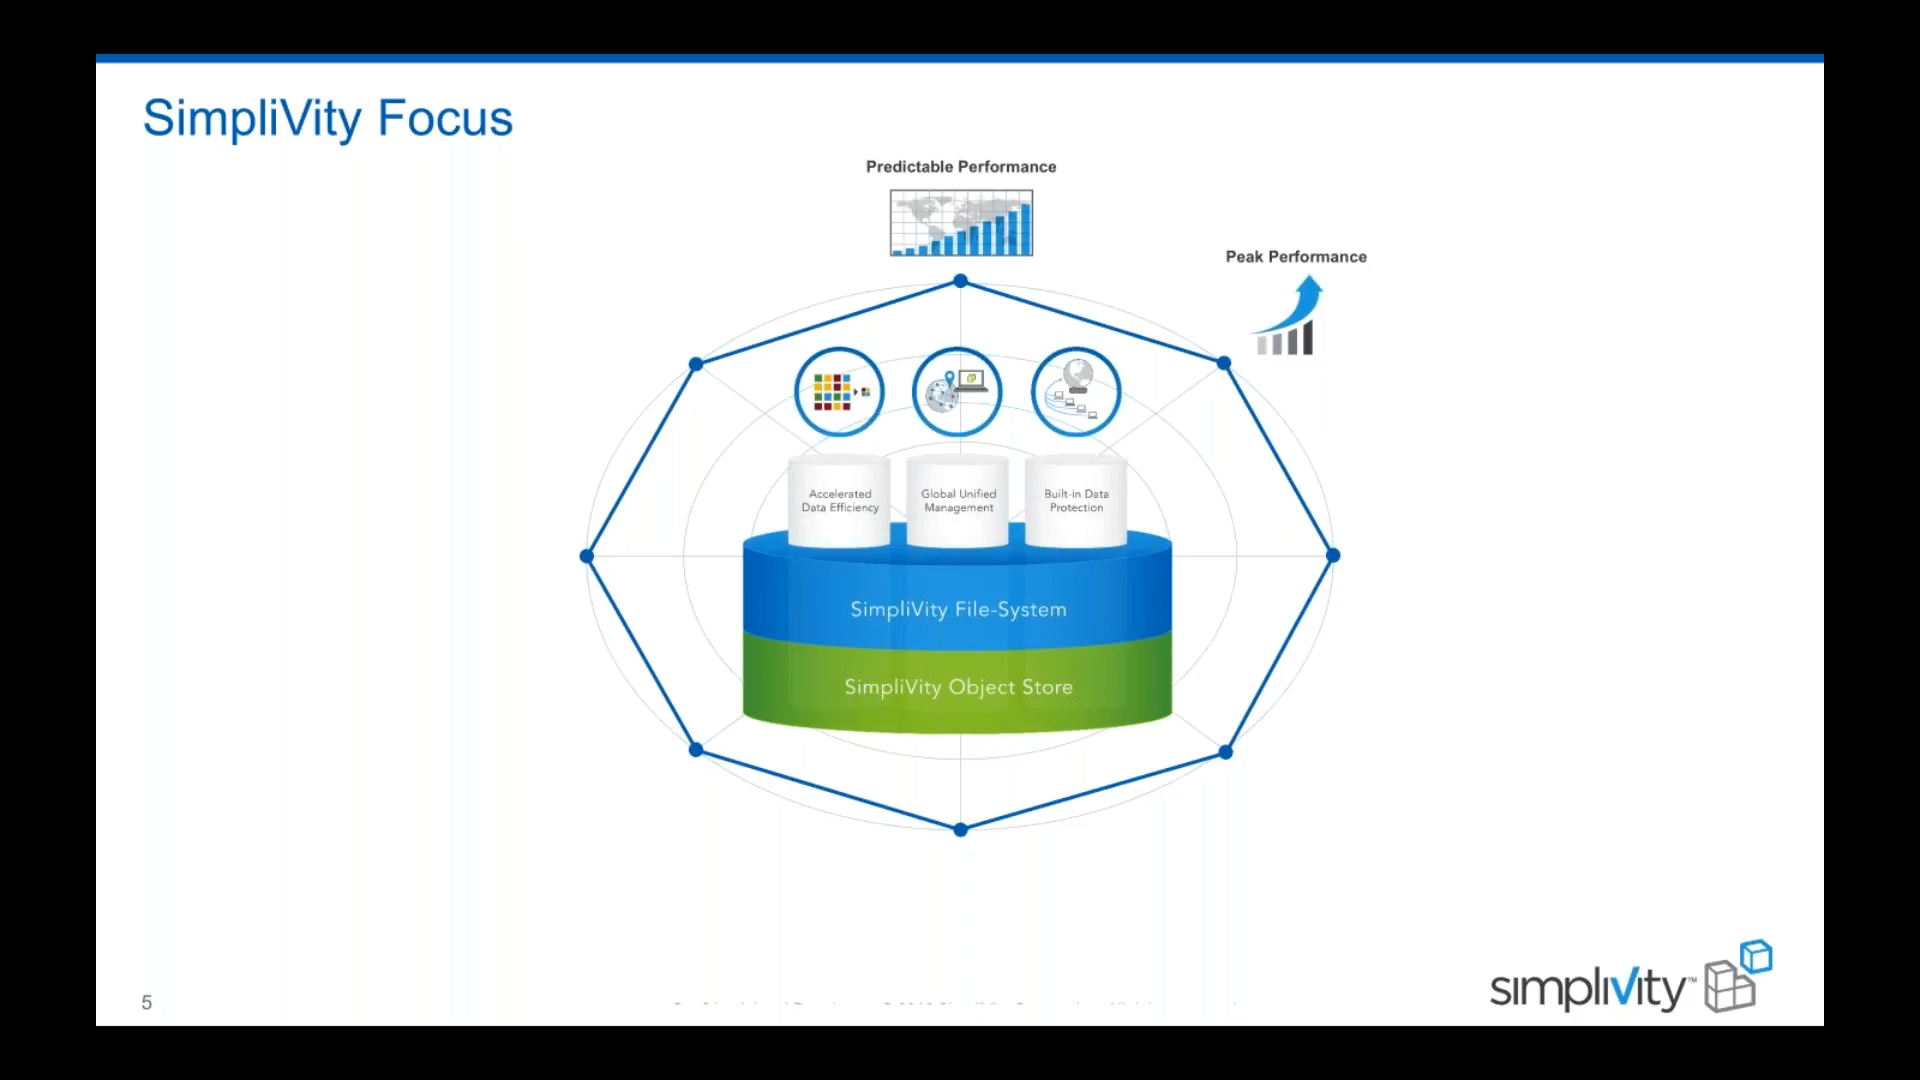 SimpliVity Focus
Predictable Performance
Peak Performance
Accelerated
Data Efficiency
Global Unified
Management
Built-in Data
Protection
SimpliVity File-System
SimpliVity Object Store
5
simpliVity™